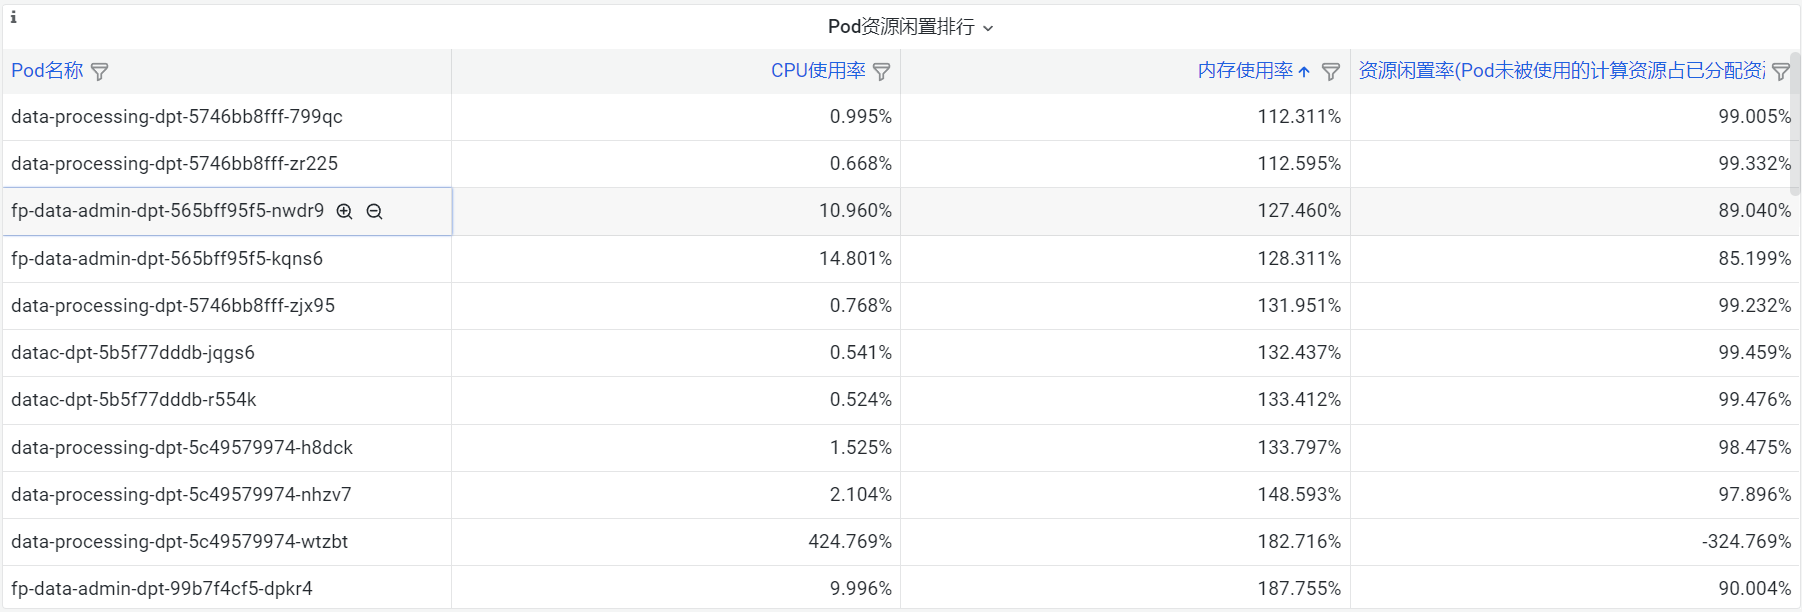 Pod资源闲置排行
Pod名称 CPU使用率 内存使用率 资源闲置率(Pod未被使用的计算资源占已分配资
data-processing-dpt-5746bb8fff-799qc 0.995% 112.311% 99.005%
data-processing-dpt-5746bb8fff-zr225 0.668% 112.595% 99.332%
fp-data-admin-dpt-565bff95f5-nwdr9 10.960% 127.460% 89.040%
fp-data-admin-dpt-565bff95f5-kqns6 14.801% 128.311% 85.199%
data-processing-dpt-5746bb8fff-zjx95 0.768% 131.951% 99.232%
datac-dpt-5b5f77dddb-jqgs6 0.541% 132.437% 99.459%
datac-dpt-5b5f77dddb-r554k 0.524% 133.412% 99.476%
data-processing-dpt-5c49579974-h8dck 1.525% 133.797% 98.475%
data-processing-dpt-5c49579974-nhzv7 2.104% 148.593% 97.896%
data-processing-dpt-5c49579974-wtzbt 424.769% 182.716% -324.769%
fp-data-admin-dpt-99b7f4cf5-dpkr4 9.996% 187.755% 90.004%